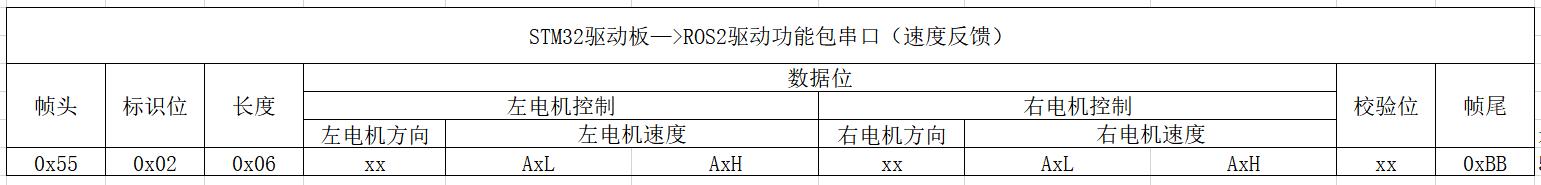 STM32驱动板—>ROS2驱动功能包串口（速度反馈）
帧头 标识位 长度 数据位 校验位 帧尾
左电机控制 右电机控制
左电机方向 左电机速度 右电机方向 右电机速度
0x55 0x02 0x06 xx AxL AxH xx AxL AxH xx 0xBB